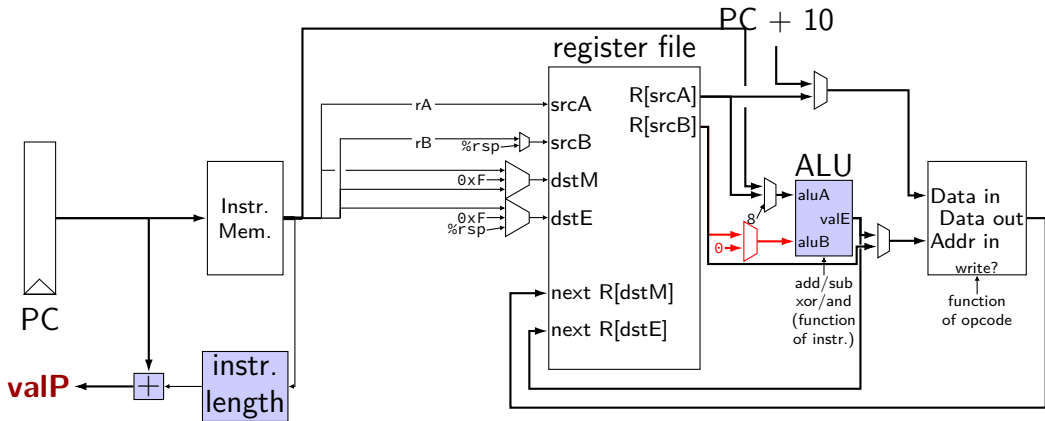 PC + 10
register file
rA
srcA
R[srcA]
R[srcB]
rB
%rsp
srcB
0xF
dstM
ALU
aluA
8
valE
aluB
0
0xF
dstE
%rsp
Instr.
Mem.
Data in
Data out
Addr in
write?
PC
next R[dstM]
next R[dstE]
add/sub
xor/and
(function
of instr.)
function
of opcode
valP
+
instr.
length